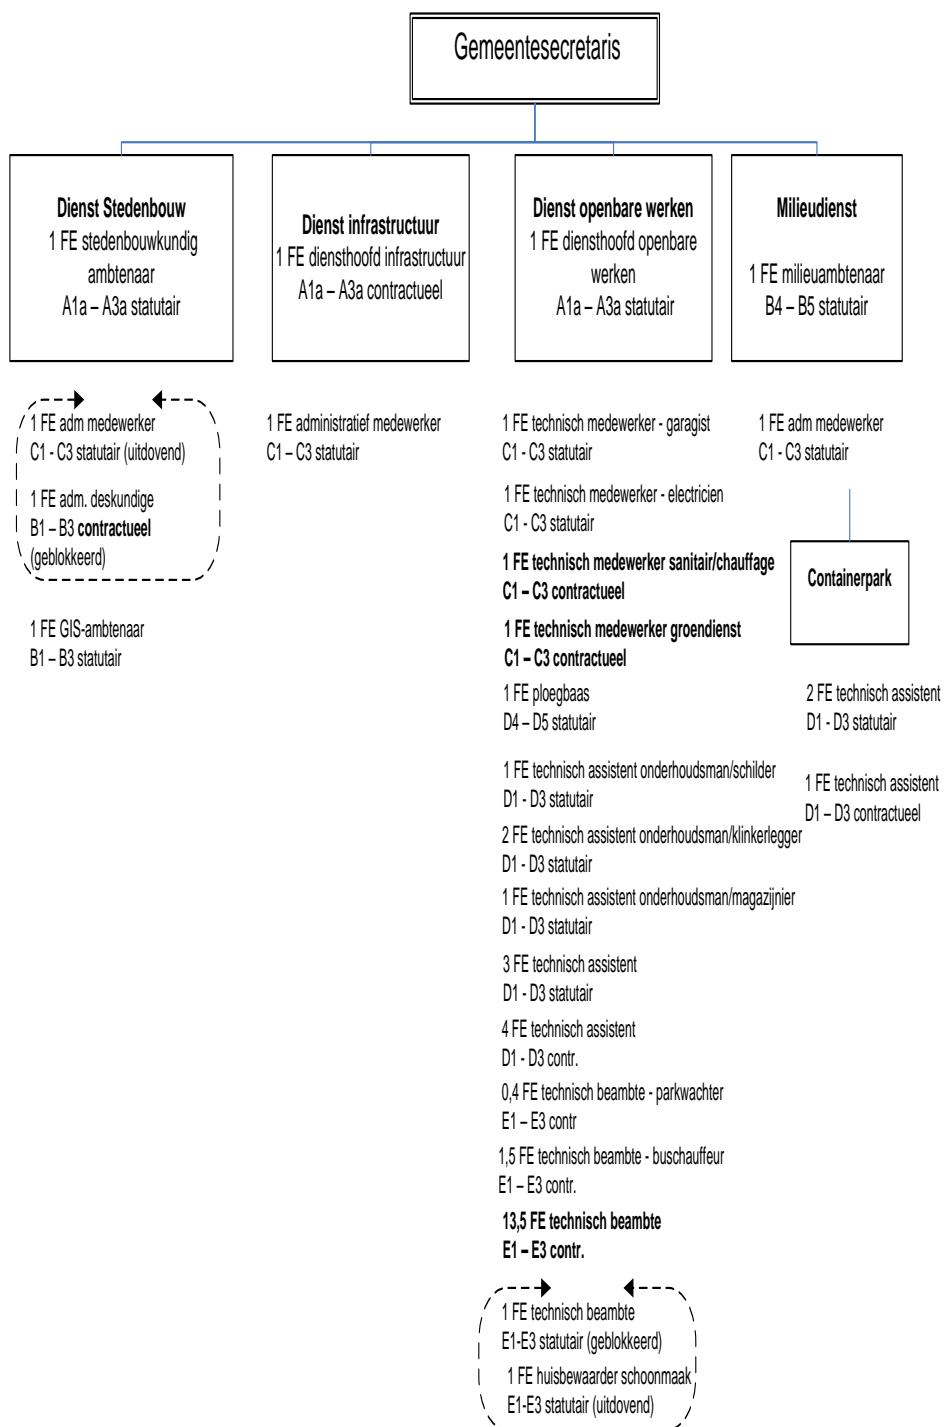 Gemeentesecretaris
Dienst Stedenbouw
1 FE stedenbouwkundig
ambtenaar
A1a – A3a statutair
Dienst infrastructuur
1 FE diensthoofd infrastructuur
A1a – A3a contractueel
Dienst openbare werken
1 FE diensthoofd openbare
werken
A1a – A3a statutair
Milieudienst
1 FE milieuambtenaar
B4 – B5 statutair
1 FE adm medewerker
C1 - C3 statutair (uitdovend)
1 FE adm. deskundige
B1 – B3 contractueel
(geblokkeerd)
1 FE GIS-ambtenaar
B1 – B3 statutair
1 FE administratief medewerker
C1 – C3 statutair
1 FE technisch medewerker - garagist
C1 - C3 statutair
1 FE technisch medewerker - electricien
C1 - C3 statutair
1 FE technisch medewerker sanitair/chauffage
C1 – C3 contractueel
1 FE technisch medewerker groendienst
C1 – C3 contractueel
1 FE ploegbaas
D4 – D5 statutair
1 FE technisch assistent onderhoudsman/schilder
D1 - D3 statutair
2 FE technisch assistent onderhoudsman/klinkerlegger
D1 - D3 statutair
1 FE technisch assistent onderhoudsman/magazijnier
D1 - D3 statutair
3 FE technisch assistent
D1 - D3 statutair
4 FE technisch assistent
D1 - D3 contr.
0,4 FE technisch beambte - parkwachter
E1 – E3 contr
1,5 FE technisch beambte - buschauffeur
E1 – E3 contr.
13,5 FE technisch beambte
E1 – E3 contr.
1 FE technisch beambte
E1-E3 statutair (geblokkeerd)
1 FE huisbewaarder schoonmaak
E1-E3 statutair (uitdovend)
1 FE adm medewerker
C1 - C3 statutair
Containerpark
2 FE technisch assistent
D1 - D3 statutair
1 FE technisch assistent
D1 – D3 contractueel